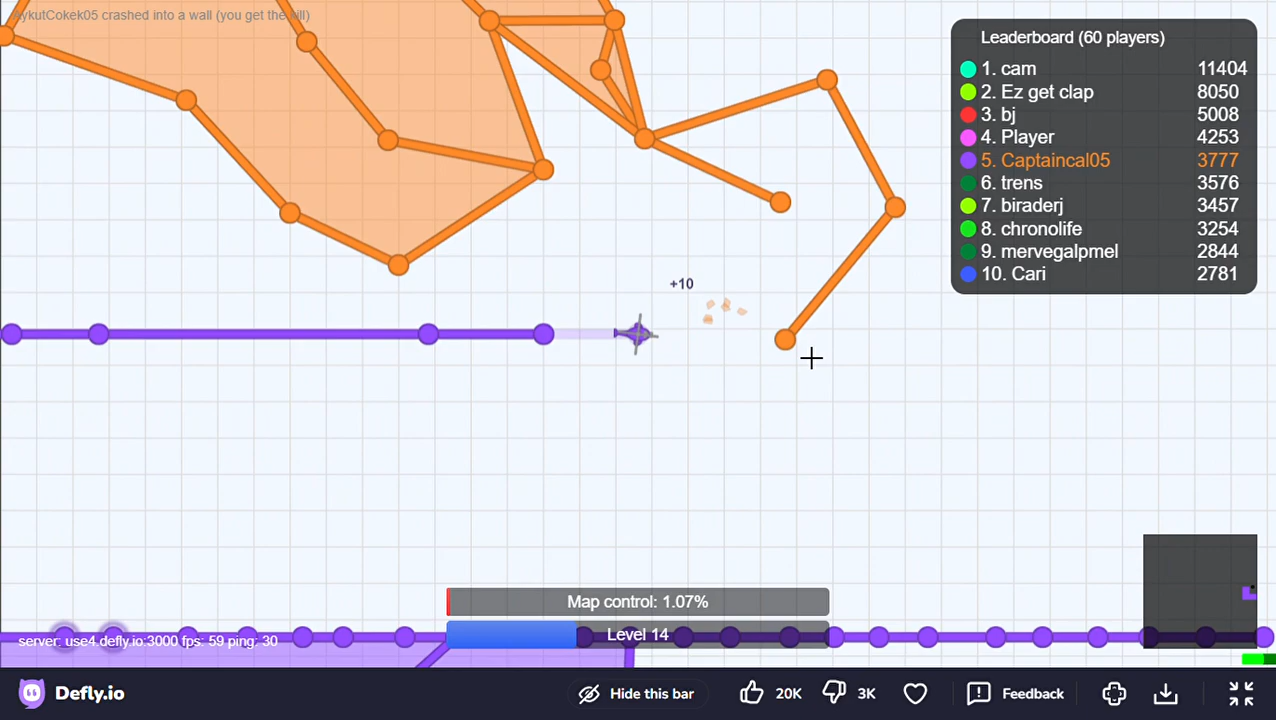 ykutCokek05 crashed into a wall (you get the kill)
Leaderboard (60 players)
1. cam 11404
2. Ez get clap 8050
3. bj 5008
4. Player 4253
5. Captaincal05 3777
6. trens 3576
7. biraderj 3457
8. chronolife 3254
9. mervegalpmel 2844
10. Cari 2781
+10
Map control: 1.07%
Level 14
server: use4.defly.io:3000 fps: 59 ping: 30
Defly.io
Hide this bar
20K
3K
Feedback